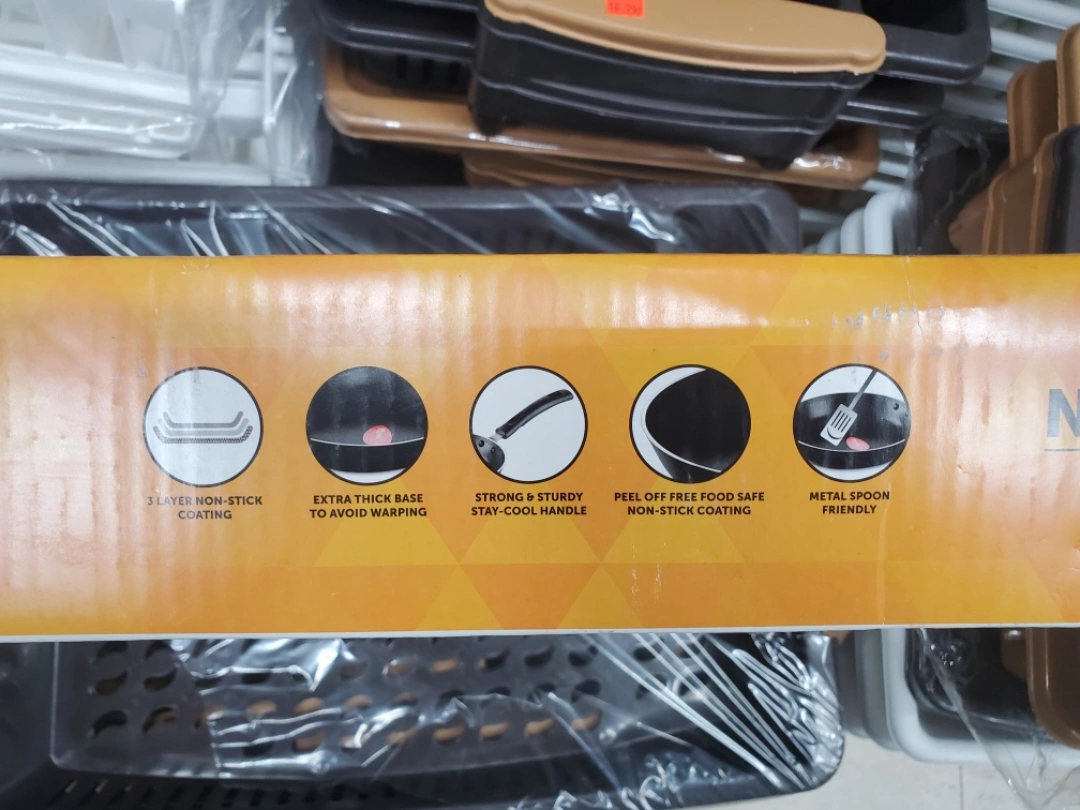 3 LAYER NON-STICK
COATING
EXTRA THICK BASE
TO AVOID WARPING
STRONG & STURDY
STAY-COOL HANDLE
PEEL OFF FREE FOOD SAFE
NON-STICK COATING
METAL SPOON
FRIENDLY
N